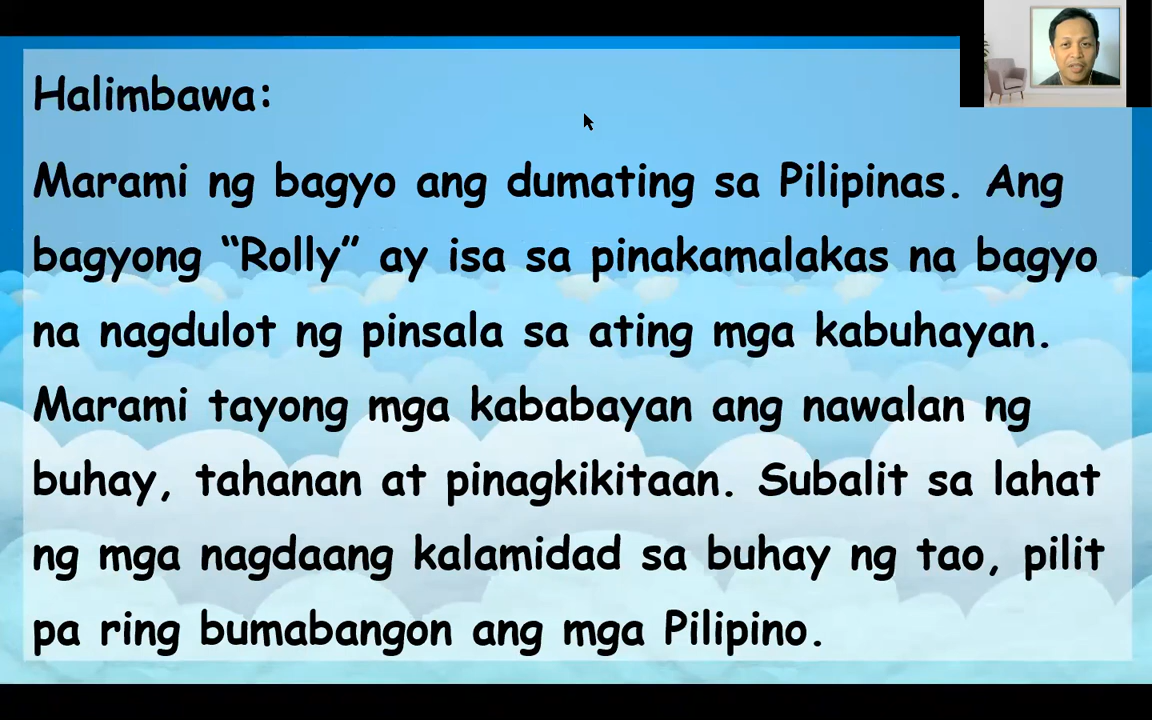 Halimbawa:
Marami ng bagyo ang dumating sa Pilipinas. Ang
bagyong “Rolly” ay isa sa pinakamalakas na bagyo
na nagdulot ng pinsala sa ating mga kabuhayan.
Marami tayong mga kababayan ang nawalan ng
buhay, tahanan at pinagkikitaan. Subalit sa lahat
ng mga nagdaang kalamidad sa buhay ng tao, pilit
pa ring bumabangon ang mga Pilipino.